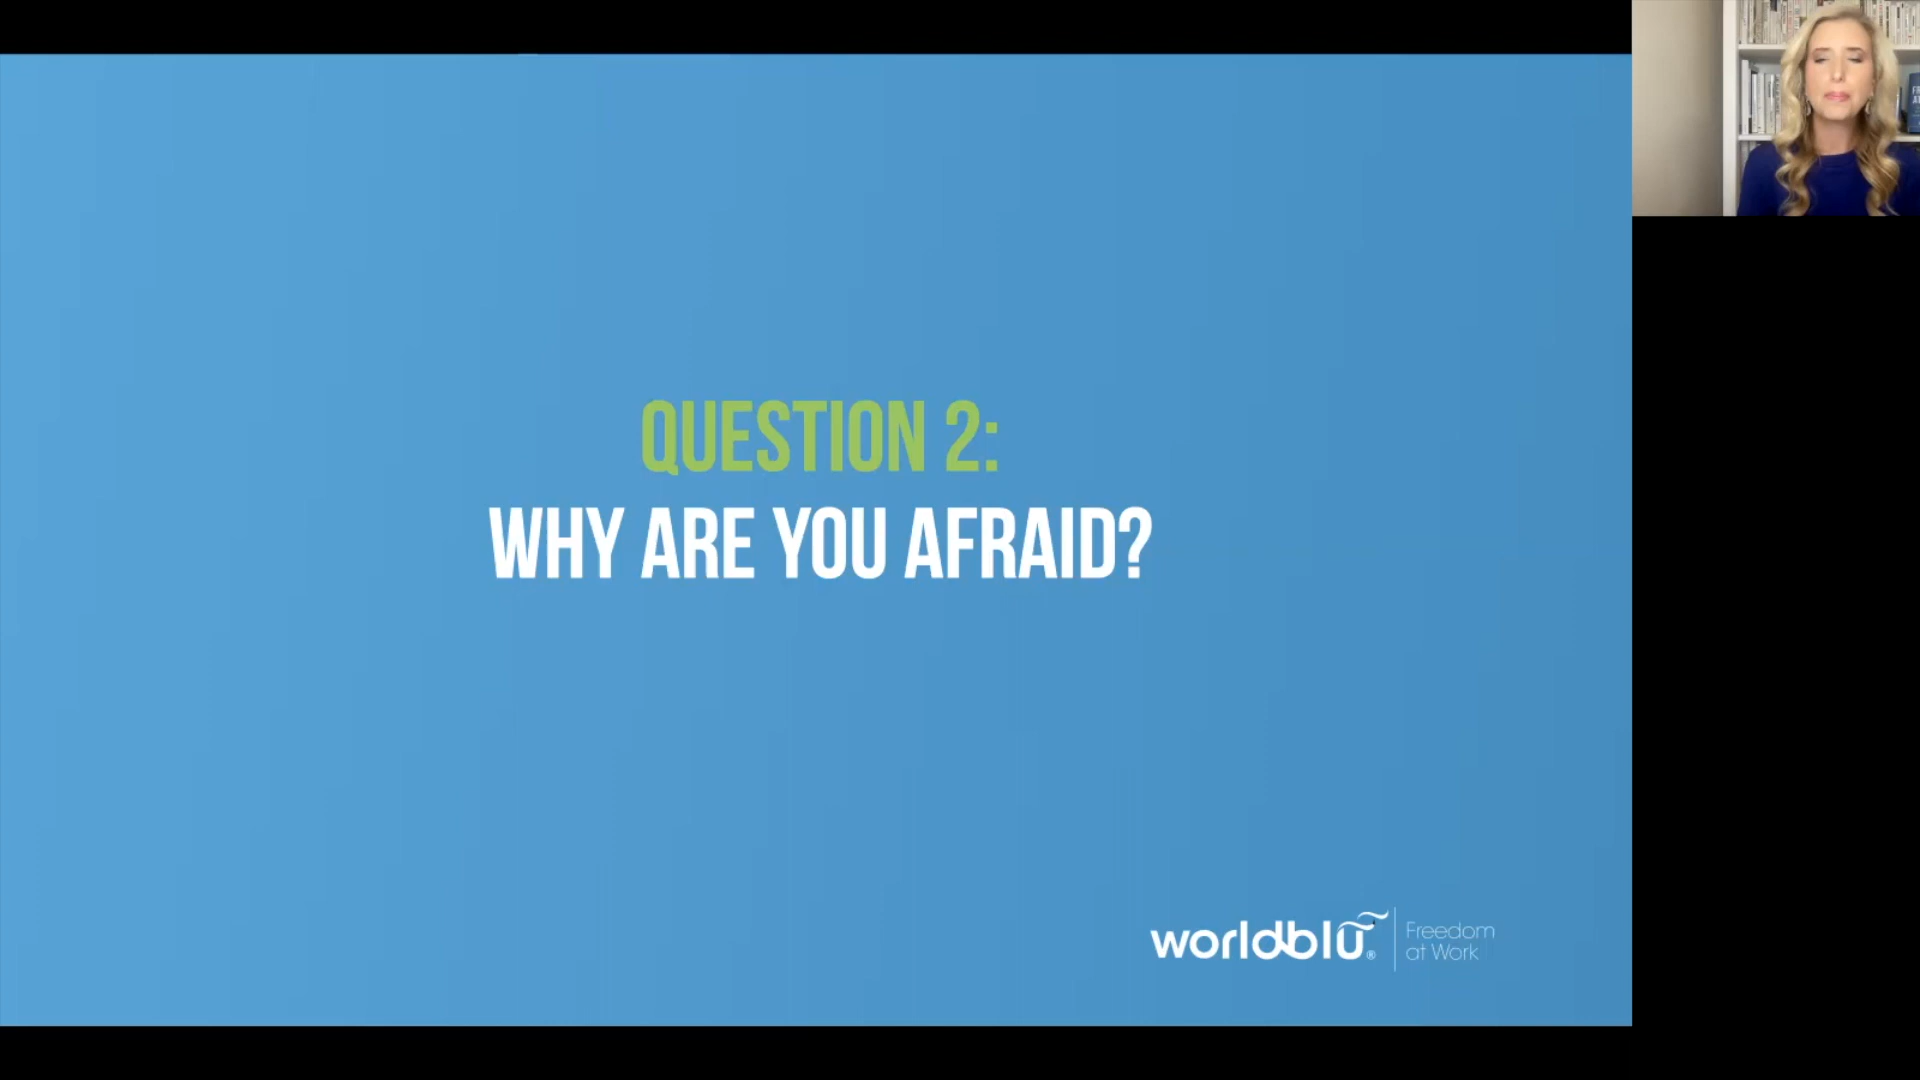 QUESTION 2:
WHY ARE YOU AFRAID?
worldblu®
Freedom
at Work